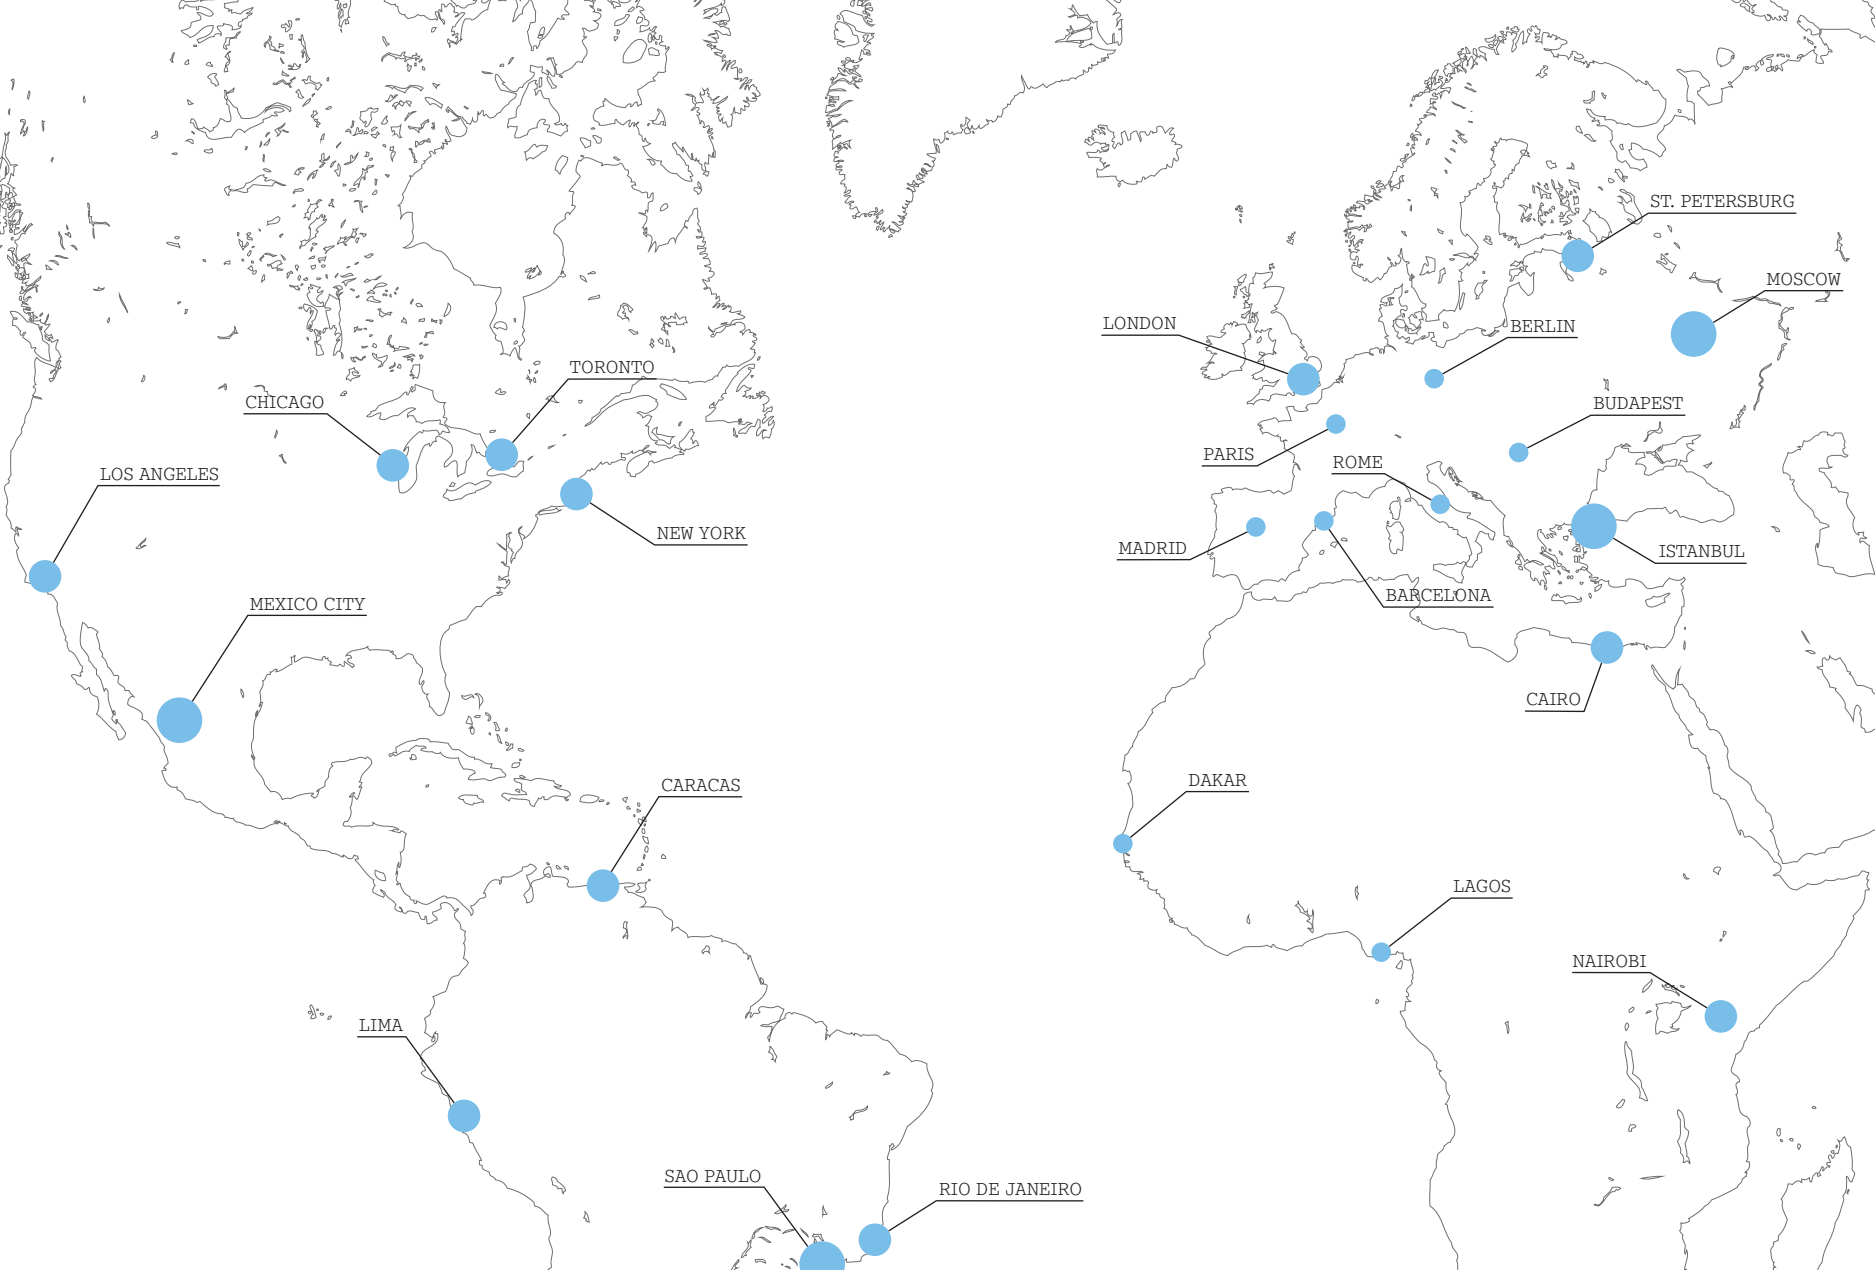 ST. PETERSBURG
MOSCOW
LONDON
BERLIN
TORONTO
CHICAGO
BUDAPEST
PARIS
ROME
LOS ANGELES
NEW YORK
MADRID
ISTANBUL
BARCELONA
MEXICO CITY
CAIRO
DAKAR
CARACAS
LAGOS
NAIROBI
LIMA
SAO PAULO
RIO DE JANEIRO